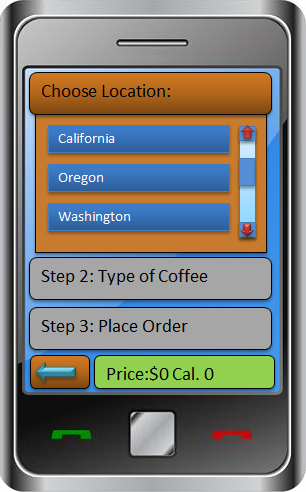 Choose Location:
California
Oregon
Washington
Step 2: Type of Coffee
Step 3: Place Order
Price:$0 Cal. 0